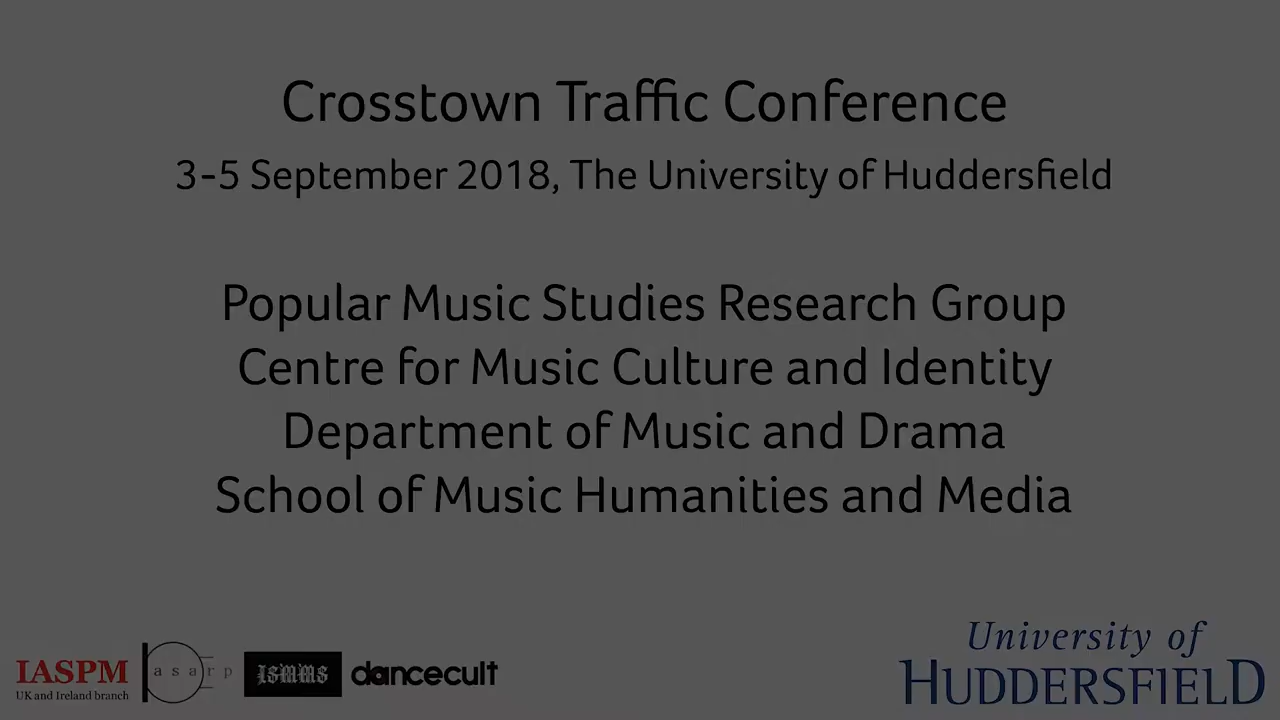 Crosstown Traffic Conference
3-5 September 2018, The University of Huddersfield
Popular Music Studies Research Group
Centre for Music Culture and Identity
Department of Music and Drama
School of Music Humanities and Media
IASPM
UK and Ireland branch
asarp
ISMMS
dancecult
University of
HUDDERSFIELD